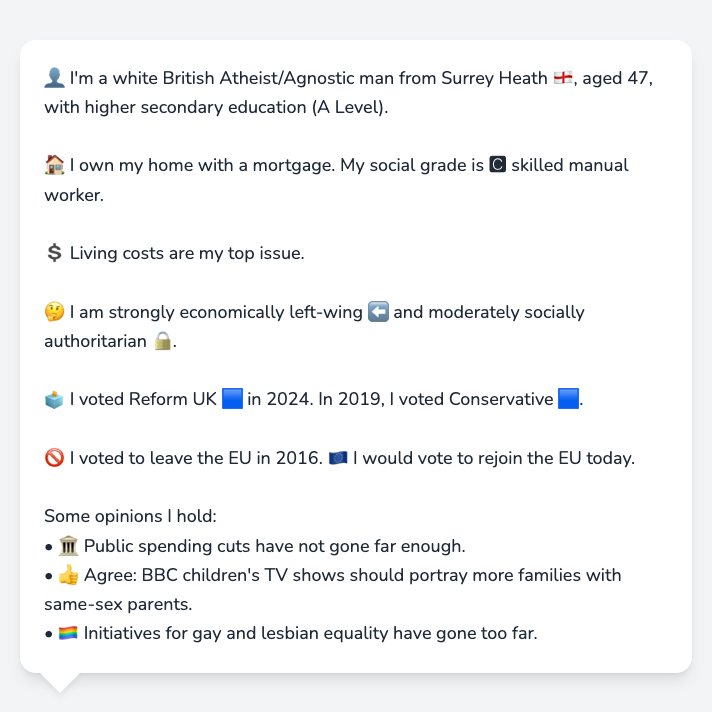 👤 I'm a white British Atheist/Agnostic man from Surrey Heath 🏴󠁧󠁢󠁥󠁮󠁧󠁿, aged 47,
with higher secondary education (A Level).
🏠 I own my home with a mortgage. My social grade is C skilled manual
worker.
💲 Living costs are my top issue.
🤔 I am strongly economically left-wing ⬅️ and moderately socially
authoritarian 🔒.
🗳️ I voted Reform UK 🟦 in 2024. In 2019, I voted Conservative 🟦.
🚫 I voted to leave the EU in 2016. 🇪🇺 I would vote to rejoin the EU today.
Some opinions I hold:
• 🏛️ Public spending cuts have not gone far enough.
• 👍 Agree: BBC children's TV shows should portray more families with
same-sex parents.
• 🏳️‍🌈 Initiatives for gay and lesbian equality have gone too far.